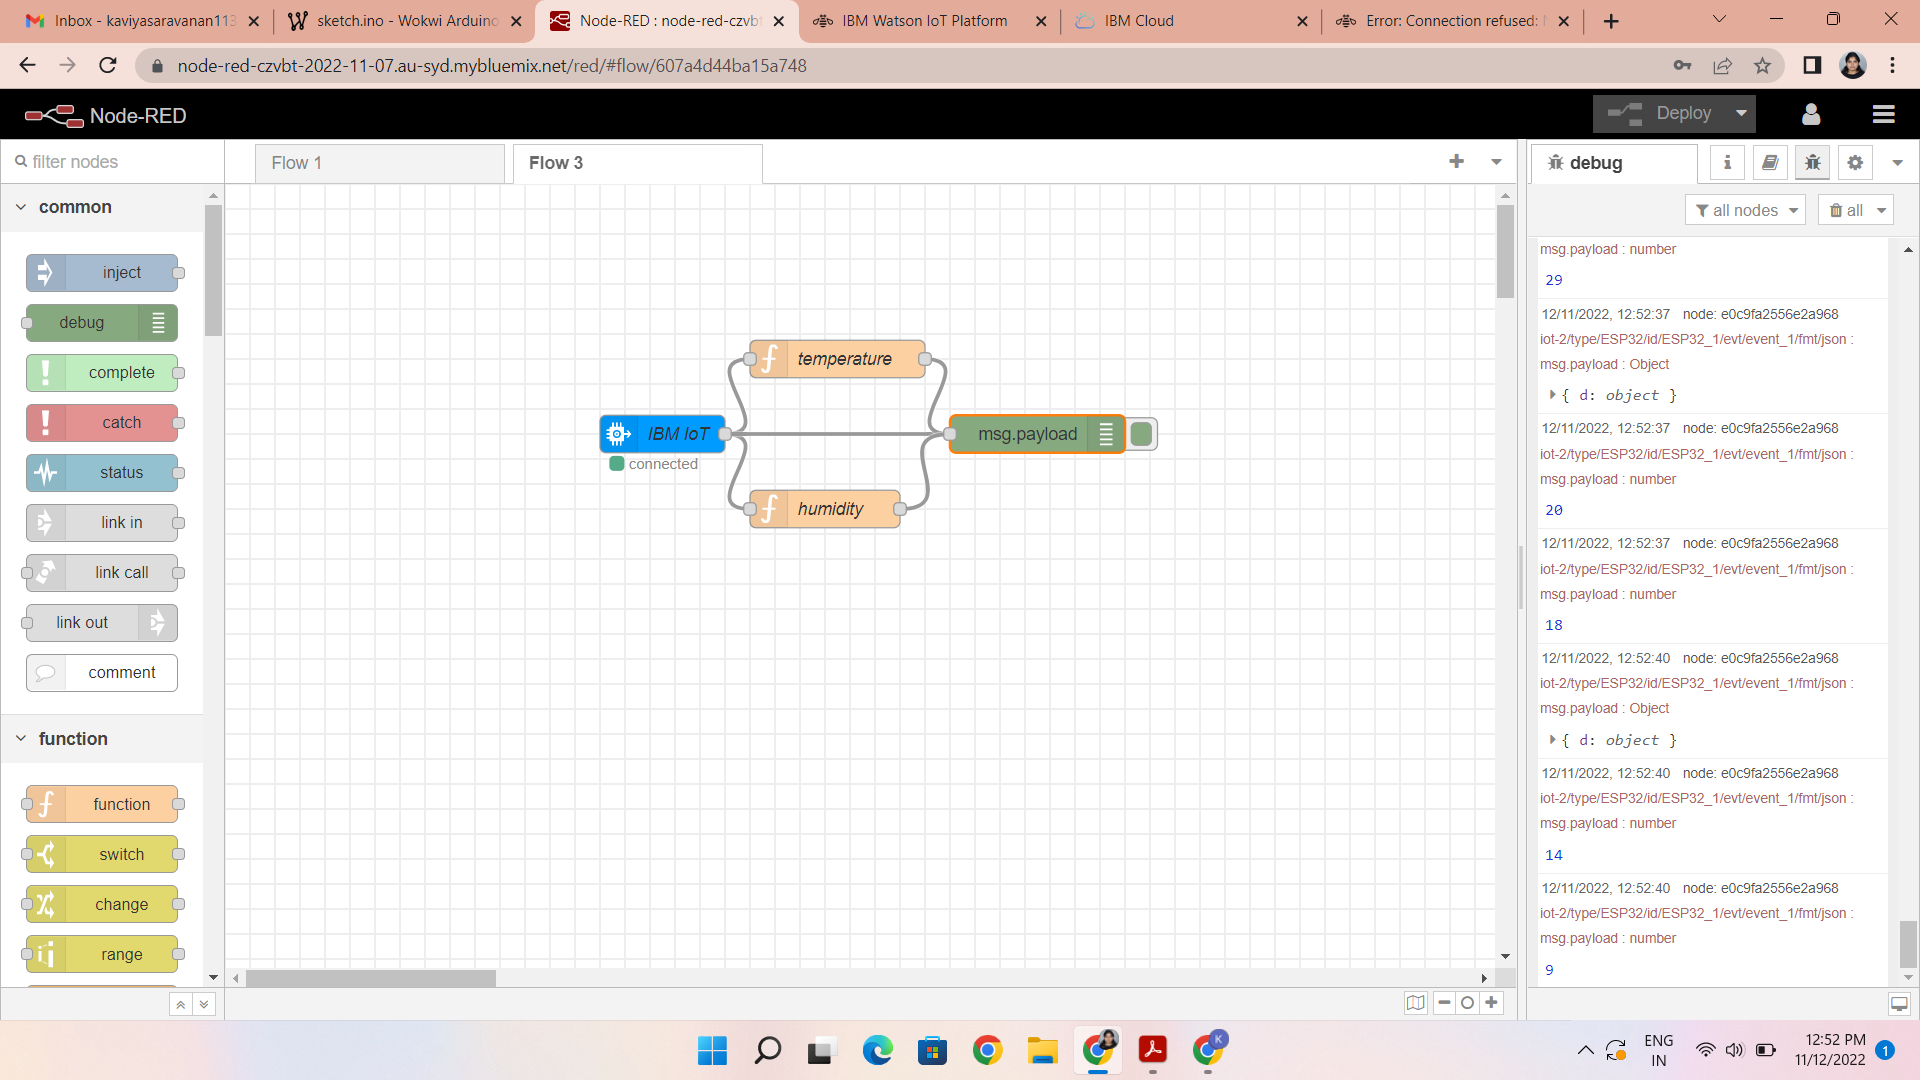 Inbox - kaviyasaravanan113
sketch.ino - Wokwi Arduino
Node-RED : node-red-czvbt
IBM Watson IoT Platform
IBM Cloud
Error: Connection refused:
node-red-czvbt-2022-11-07.au-syd.mybluemix.net/red/#flow/607a4d44ba15a748
Node-RED
Deploy
filter nodes
Flow 1
Flow 3
debug
i
common
all nodes
all
inject
debug
complete
catch
status
link in
link call
link out
comment
function
function
switch
change
range
temperature
IBM IoT
connected
msg.payload
humidity
msg.payload : number
29
12/11/2022, 12:52:37 node: e0c9fa2556e2a968
iot-2/type/ESP32/id/ESP32_1/evt/event_1/fmt/json :
msg.payload : Object
{ d: object }
12/11/2022, 12:52:37 node: e0c9fa2556e2a968
iot-2/type/ESP32/id/ESP32_1/evt/event_1/fmt/json :
msg.payload : number
20
12/11/2022, 12:52:37 node: e0c9fa2556e2a968
iot-2/type/ESP32/id/ESP32_1/evt/event_1/fmt/json :
msg.payload : number
18
12/11/2022, 12:52:40 node: e0c9fa2556e2a968
iot-2/type/ESP32/id/ESP32_1/evt/event_1/fmt/json :
msg.payload : Object
{ d: object }
12/11/2022, 12:52:40 node: e0c9fa2556e2a968
iot-2/type/ESP32/id/ESP32_1/evt/event_1/fmt/json :
msg.payload : number
14
12/11/2022, 12:52:40 node: e0c9fa2556e2a968
iot-2/type/ESP32/id/ESP32_1/evt/event_1/fmt/json :
msg.payload : number
9
K
ENG
IN
12:52 PM
11/12/2022
1